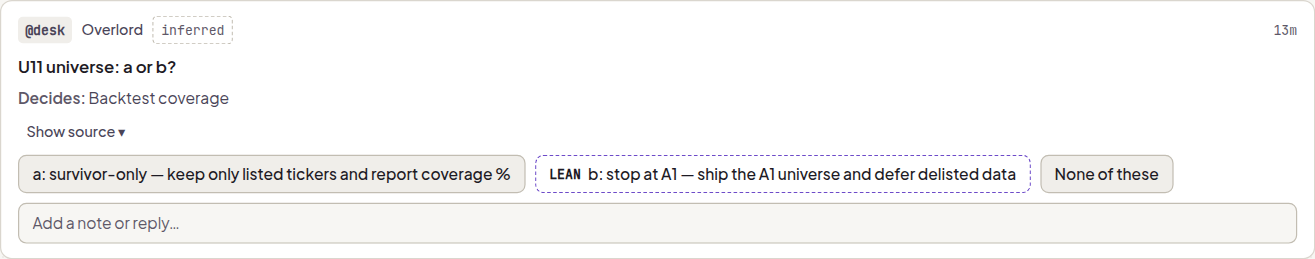 @desk Overlord inferred 13m
U11 universe: a or b?
Decides: Backtest coverage
Show source ▾
a: survivor-only — keep only listed tickers and report coverage % LEAN b: stop at A1 — ship the A1 universe and defer delisted data None of these
Add a note or reply...